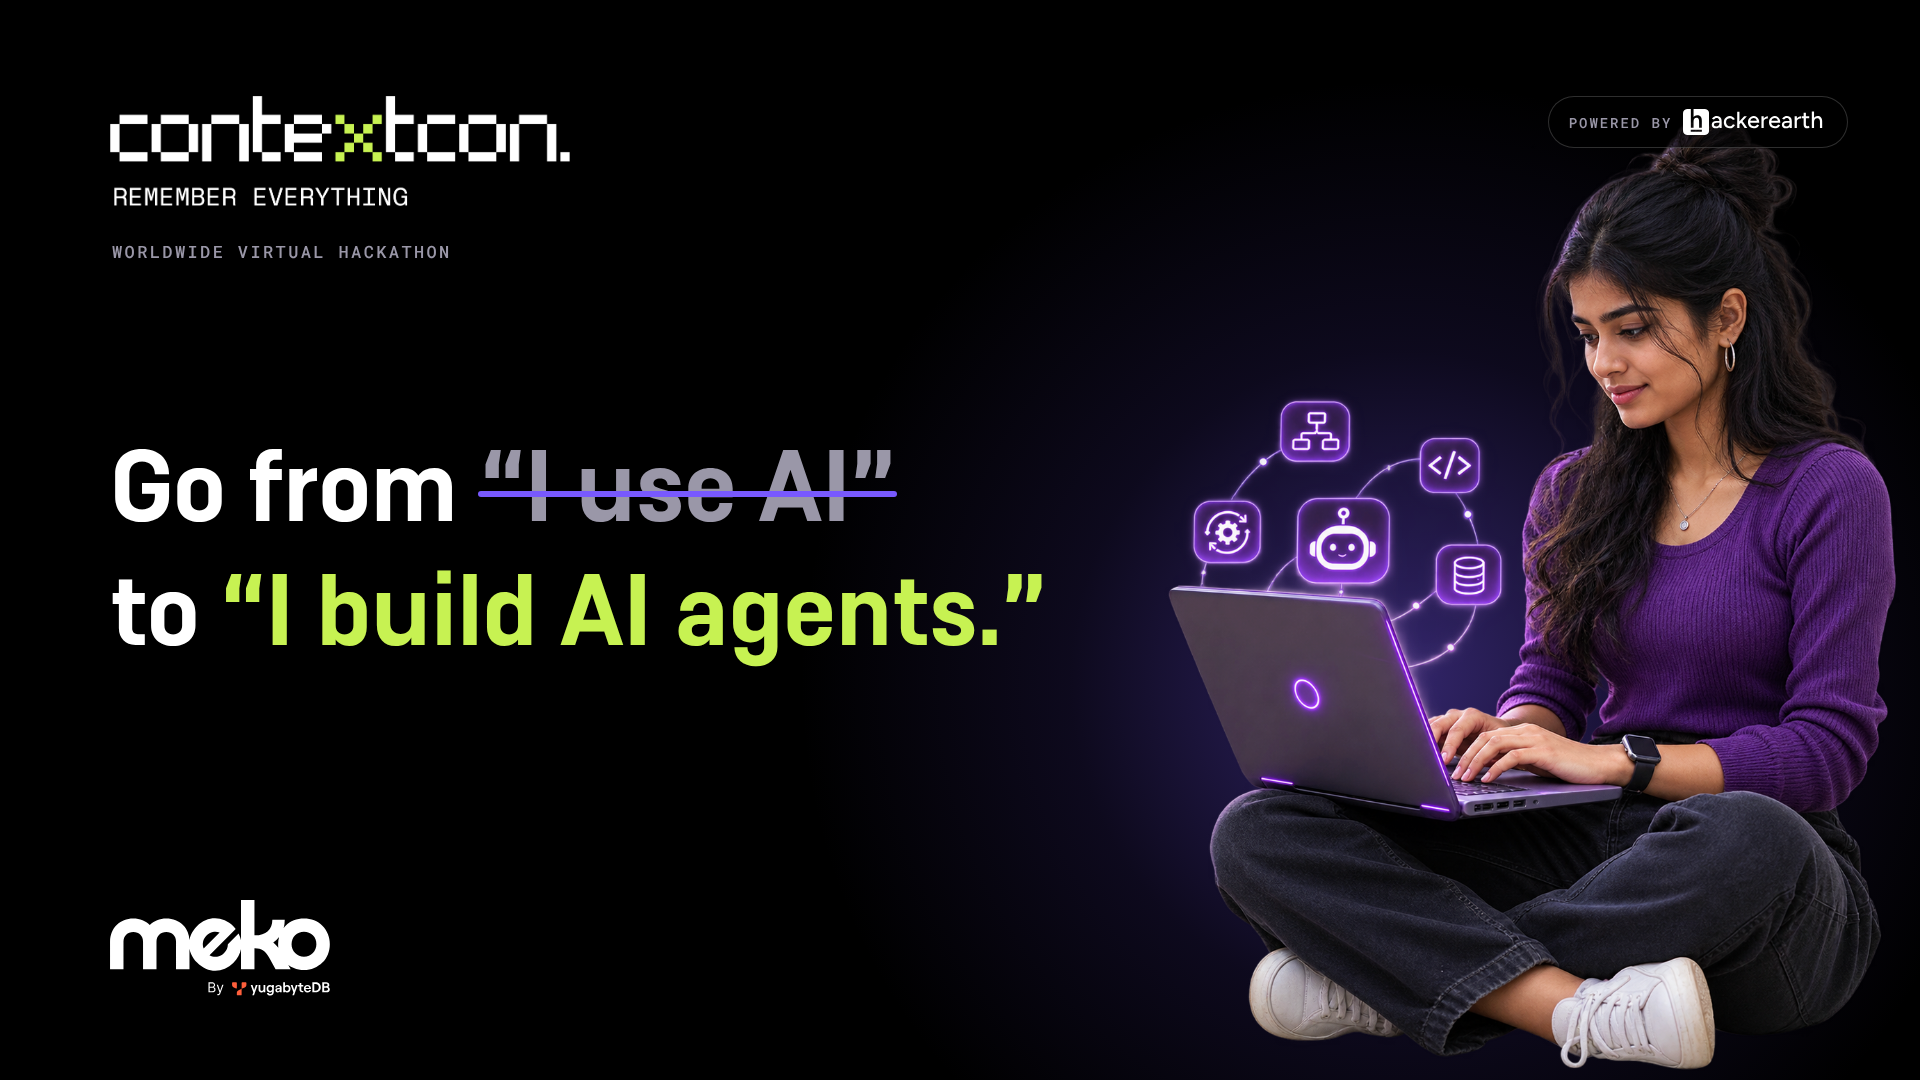 contextcon.
REMEMBER EVERYTHING
WORLDWIDE VIRTUAL HACKATHON
POWERED BY hackerearth
Go from “I use AI”
to “I build AI agents.”
meko
By yugabyteDB